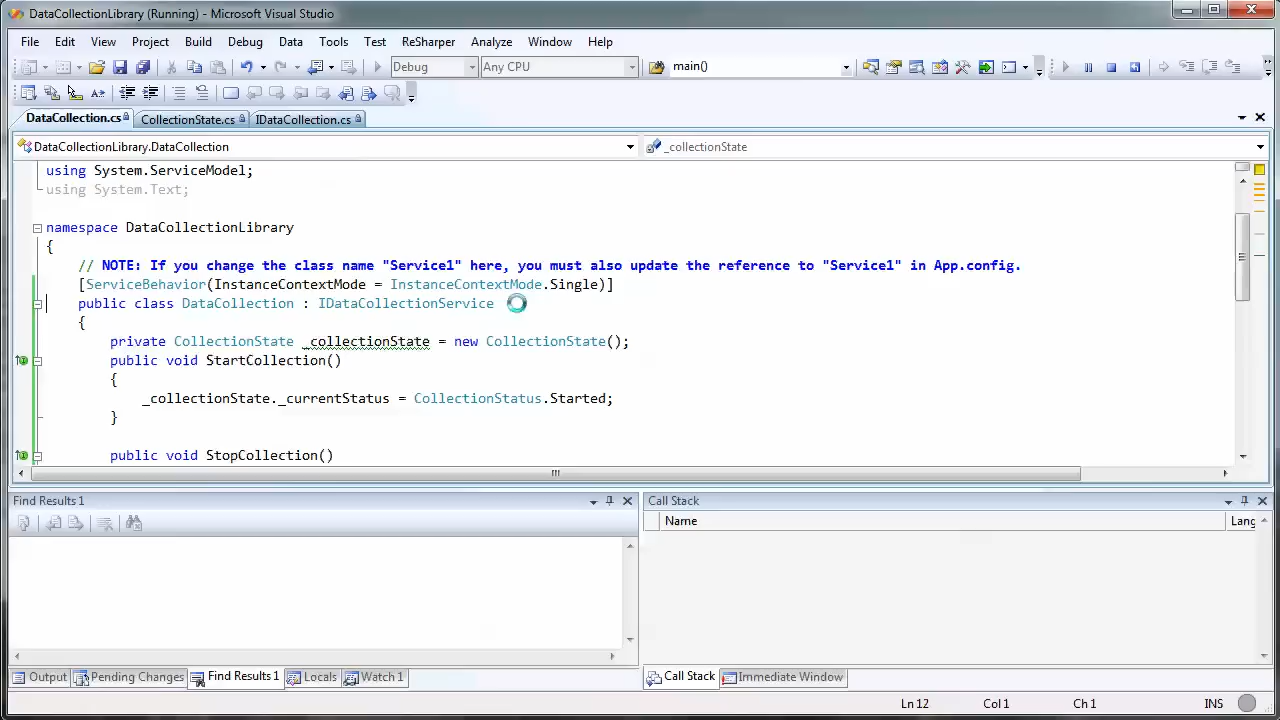 DataCollectionLibrary (Running) - Microsoft Visual Studio
File Edit View Project Build Debug Data Tools Test ReSharper Analyze Window Help
Debug Any CPU main()
DataCollection.cs CollectionState.cs IDataCollection.cs
DataCollectionLibrary.DataCollection _collectionState
using System.ServiceModel;
using System.Text;
namespace DataCollectionLibrary
{
// NOTE: If you change the class name "Service1" here, you must also update the reference to "Service1" in App.config.
[ServiceBehavior(InstanceContextMode = InstanceContextMode.Single)]
public class DataCollection : IDataCollectionService
{
private CollectionState _collectionState = new CollectionState();
public void StartCollection()
{
_collectionState._currentStatus = CollectionStatus.Started;
}
public void StopCollection()
Find Results 1 Call Stack
Name Lang
Output Pending Changes Find Results 1 Locals Watch 1 Call Stack Immediate Window
Ln 12 Col 1 Ch 1 INS